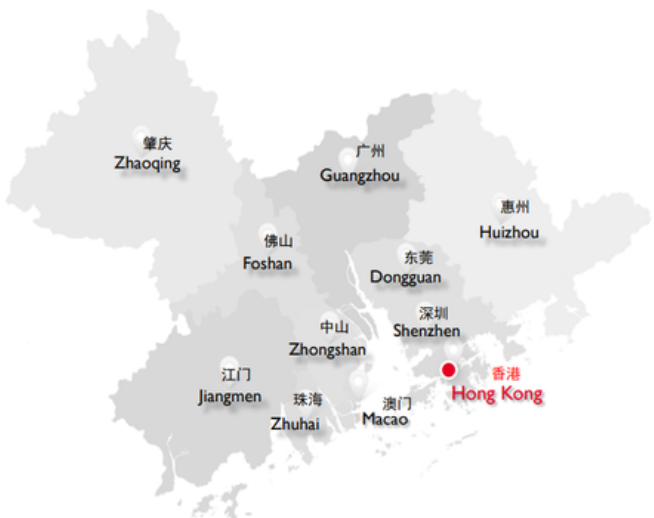 肇庆
Zhaoqing
广州
Guangzhou
惠州
Huizhou
佛山
Foshan
东莞
Dongguan
深圳
Shenzhen
中山
Zhongshan
江门
Jiangmen
珠海
Zhuhai
澳门
Macao
香港
Hong Kong